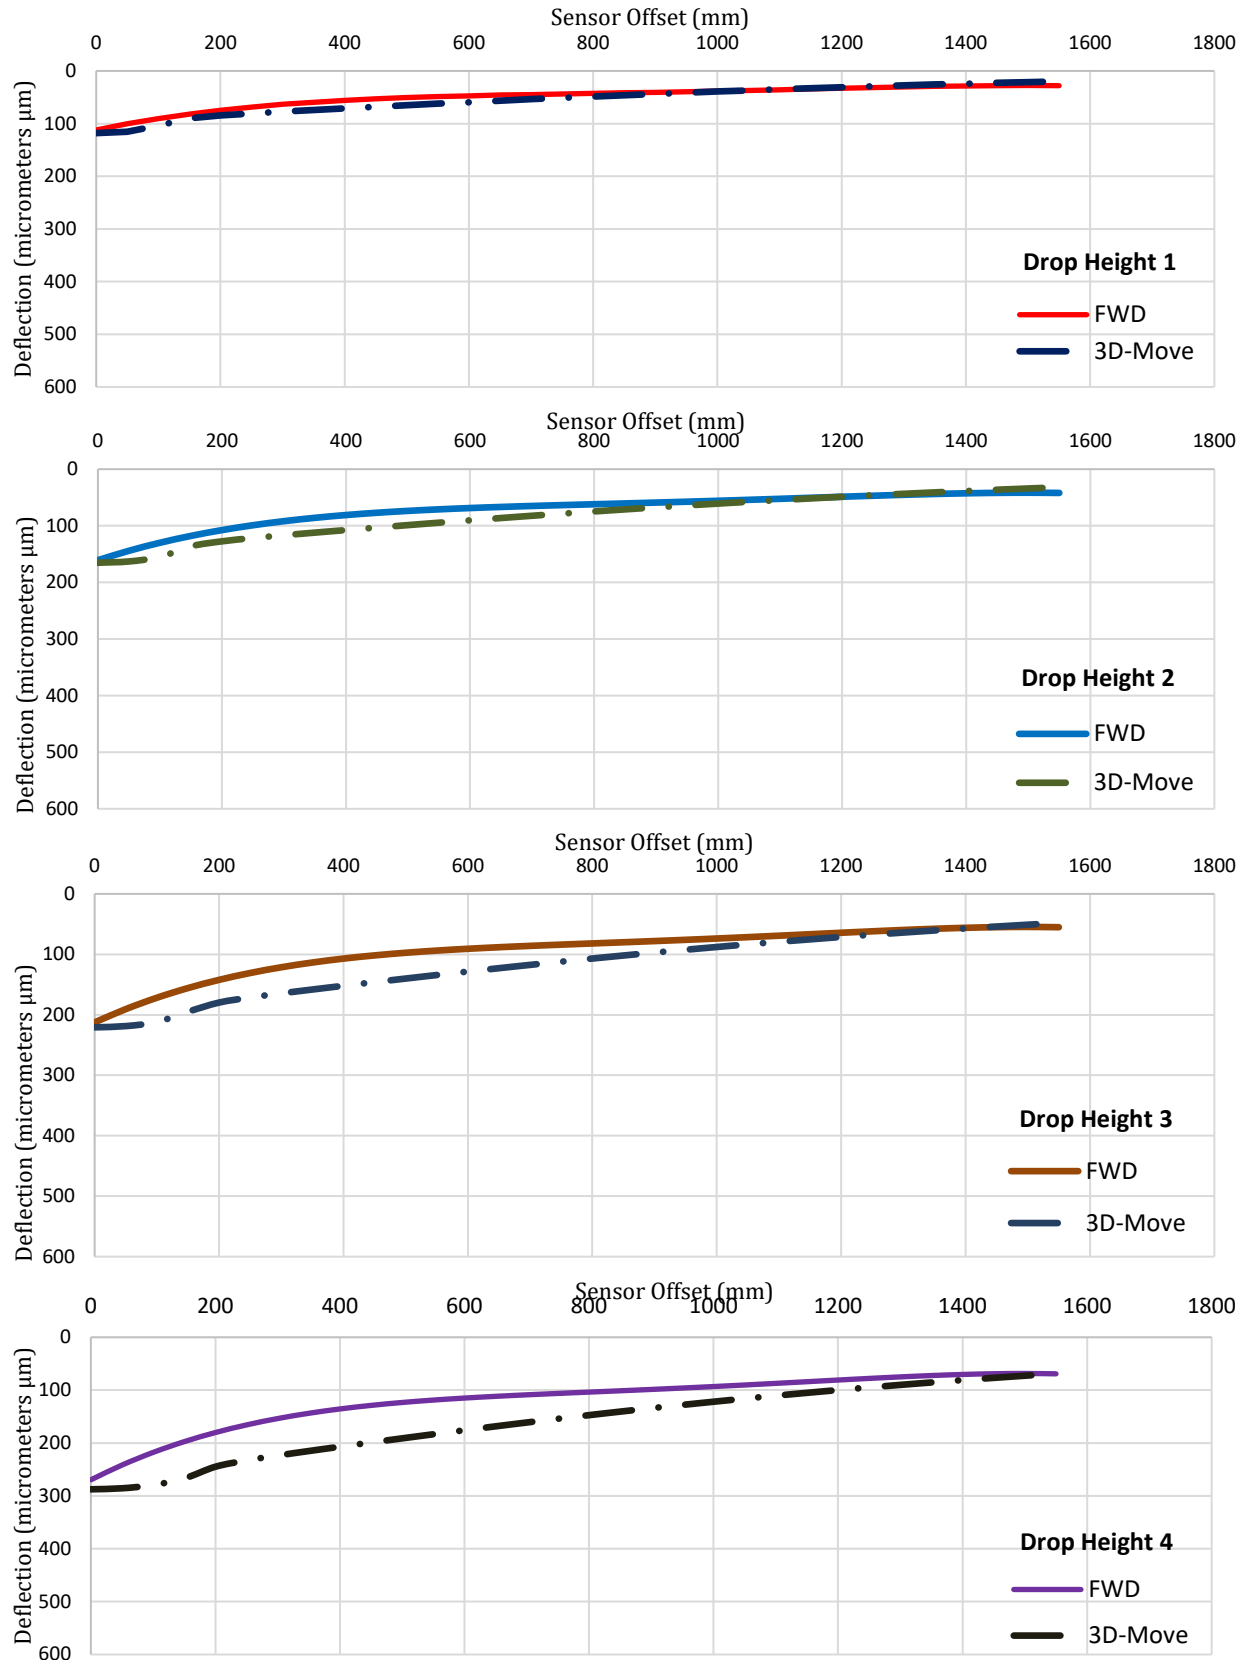 Sensor Offset (mm)
0 200 400 600 800 1000 1200 1400 1600 1800
Deflection (micrometers µm)
0
100
200
300
400
500
600
Drop Height 1
FWD
3D-Move
Sensor Offset (mm)
0 200 400 600 800 1000 1200 1400 1600 1800
Deflection (micrometers µm)
0
100
200
300
400
500
600
Drop Height 2
FWD
3D-Move
Sensor Offset (mm)
0 200 400 600 800 1000 1200 1400 1600 1800
Deflection (micrometers µm)
0
100
200
300
400
500
600
Drop Height 3
FWD
3D-Move
Sensor Offset (mm)
0 200 400 600 800 1000 1200 1400 1600 1800
Deflection (micrometers µm)
0
100
200
300
400
500
600
Drop Height 4
FWD
3D-Move